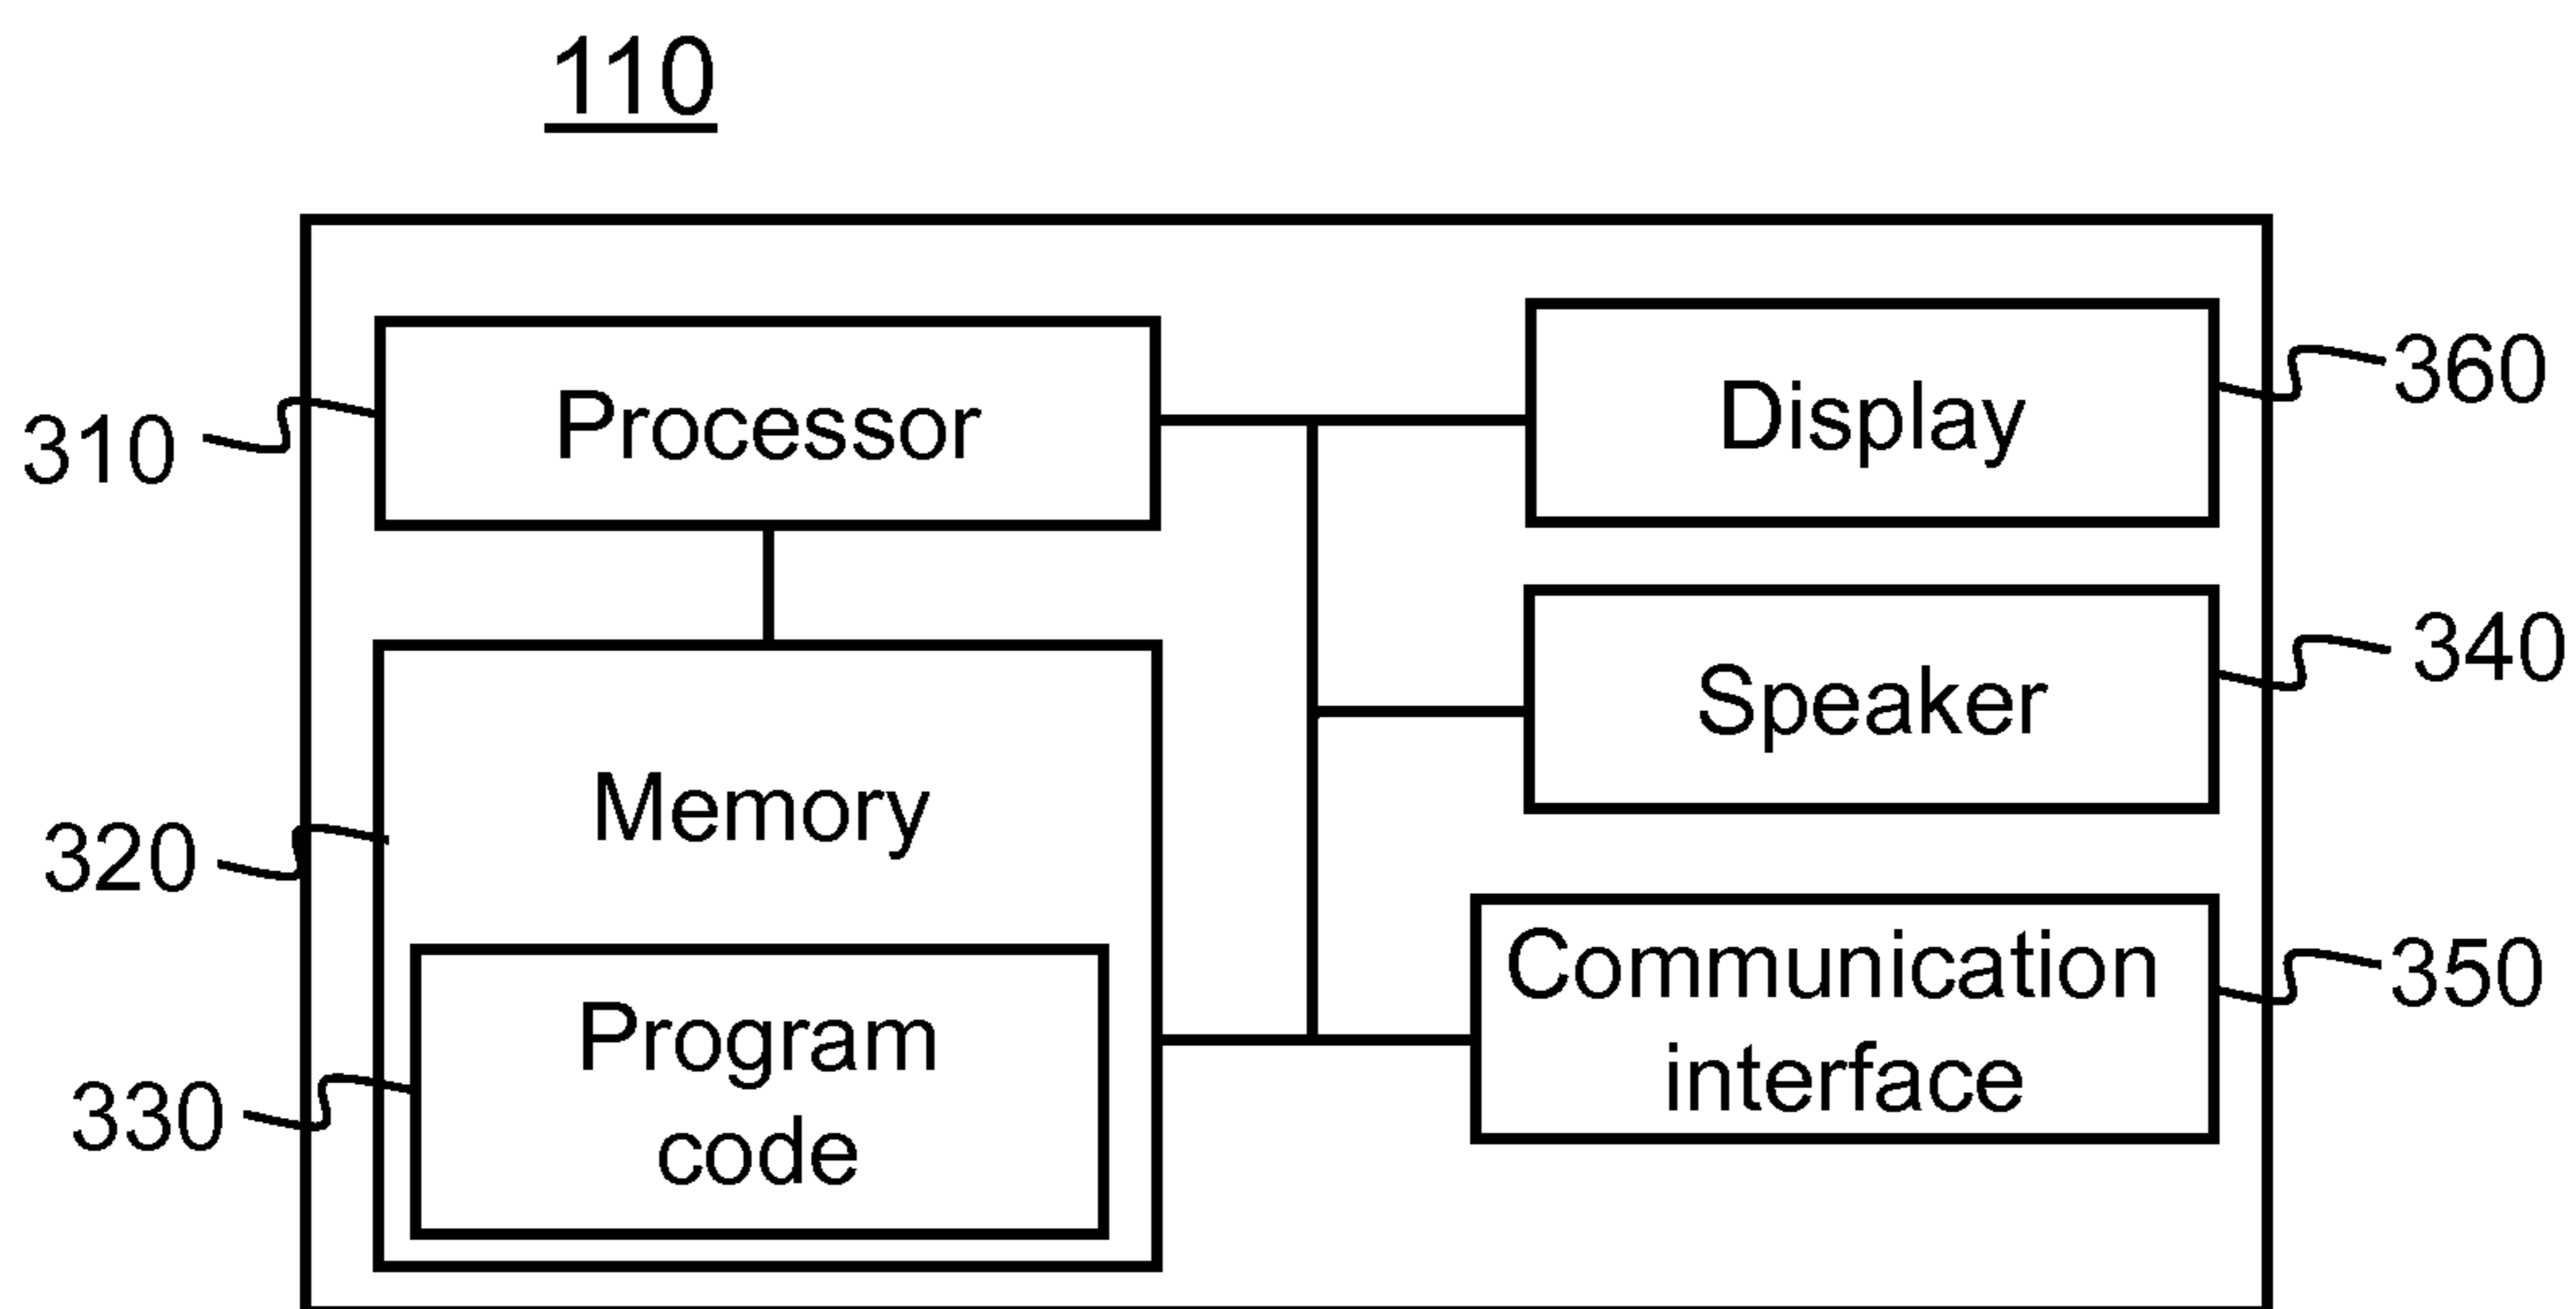 110
Processor
310
Display
360
Speaker
340
Memory
320
Communication
interface
350
Program
code
330